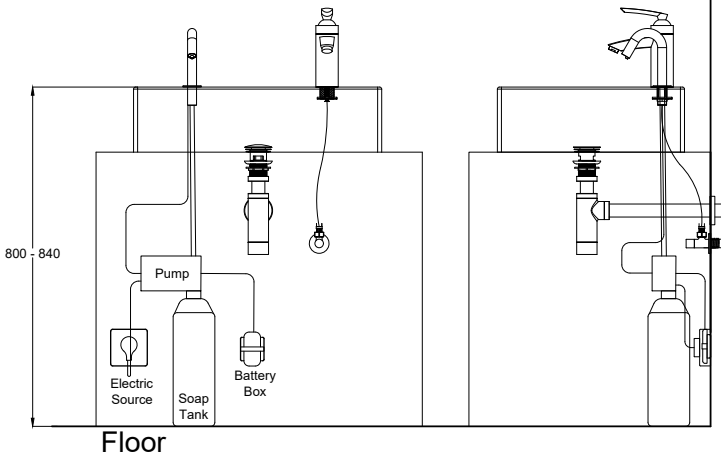 800 - 840
Pump
Electric
Source
Soap
Tank
Battery
Box
Floor